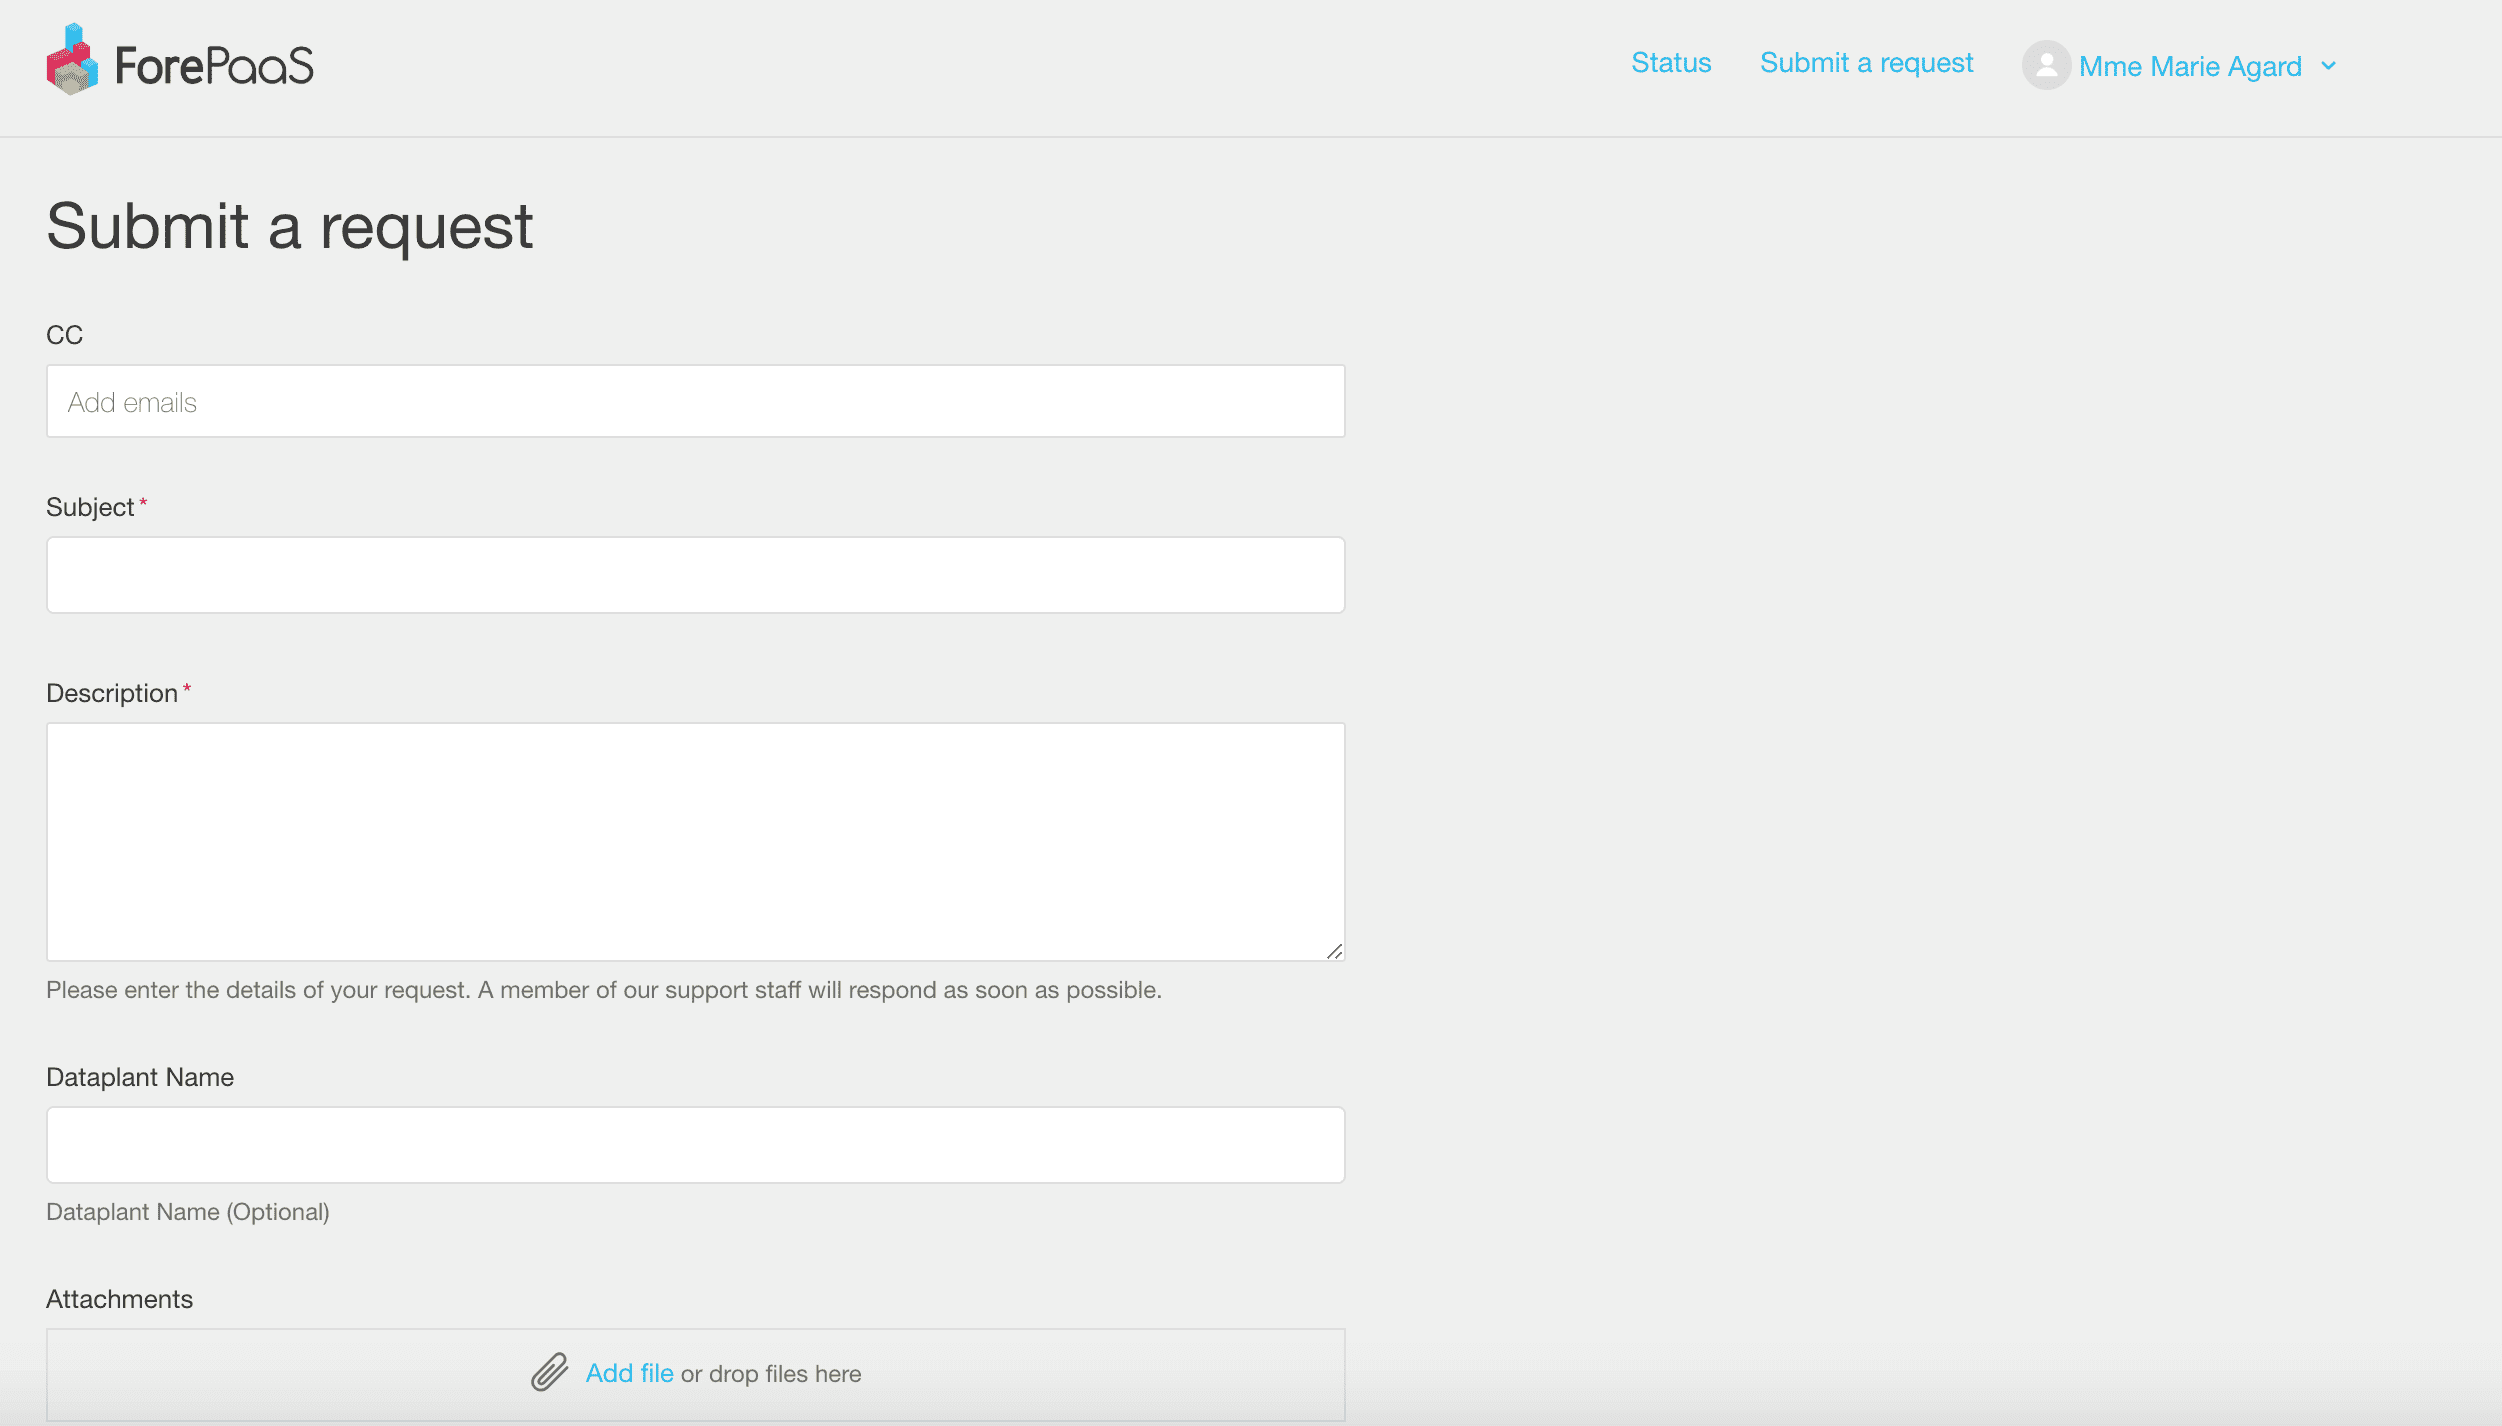 ForePaaS
Status Submit a request Mme Marie Agard
Submit a request
CC
Add emails
Subject*
Description*
Please enter the details of your request. A member of our support staff will respond as soon as possible.
Dataplant Name
Dataplant Name (Optional)
Attachments
Add file or drop files here